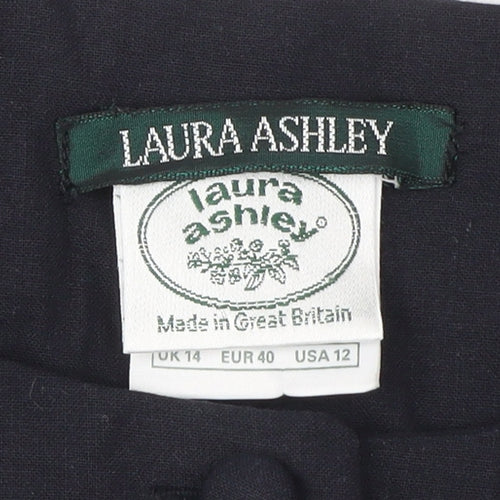 LAURA ASHLEY
laura
ashley®
Made in Great Britain
UK 14 EUR 40 USA 12